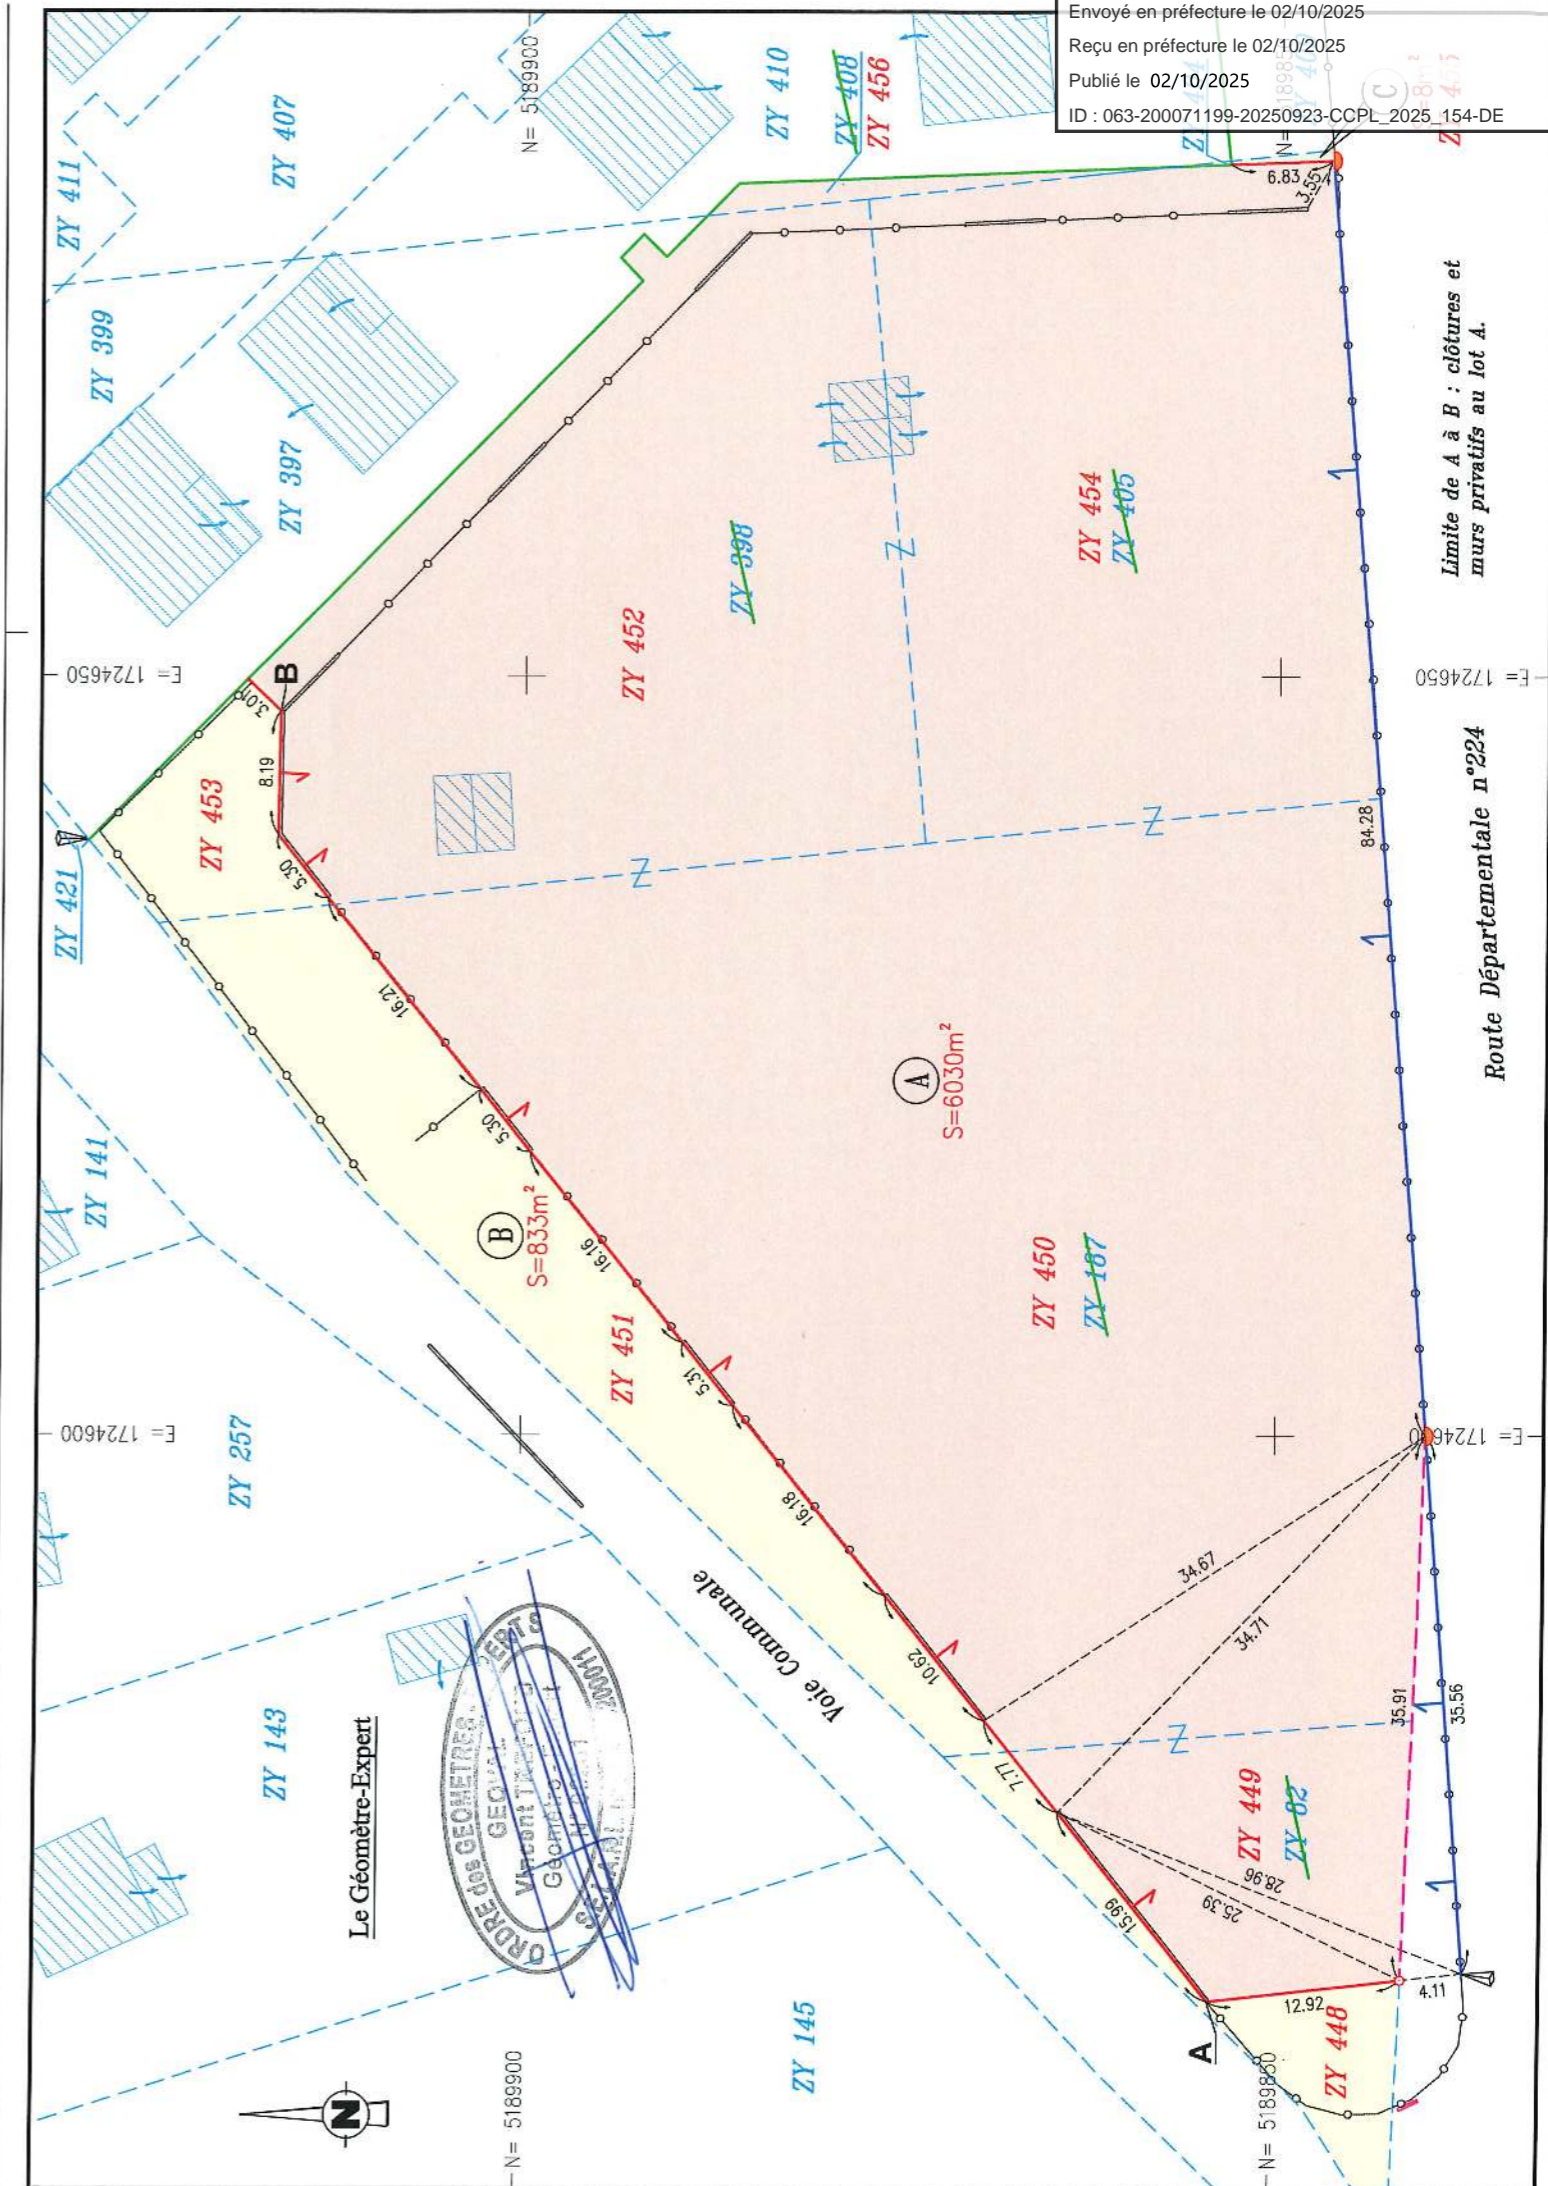 Envoyé en préfecture le 02/10/2025
Reçu en préfecture le 02/10/2025
Publié le 02/10/2025
ID : 063-200071199-20250923-CCPL_2025_154-DE
ZY 411
ZY 407
N= 5189900
ZY 410
ZY 408
ZY 456
C
6.83
3.55
ZY 399
ZY 397
ZY 398
ZY 452
ZY 454
ZY 405
Limite de A à B : clôtures et
murs privatifs au lot A.
E= 1724650
E= 1724650
B
3.01
8.19
ZY 453
5.30
ZY 421
Z
Z
Z
84.28
Route Départementale n°224
16.21
5.30
A
S=6030m²
ZY 141
B
S=833m²
16.16
ZY 451
5.31
ZY 450
ZY 187
E= 1724600
ZY 257
16.18
Voie Communale
34.67
34.71
10.62
7.77
Z
35.91
35.56
ZY 143
Le Géomètre-Expert
ORDRE des GEOMETRES
GEOVAL
Vincent
ZY 449
ZY 82
15.99
25.39
28.96
12.92
4.11
A
ZY 448
ZY 145
N
N= 5189900
N= 5189850